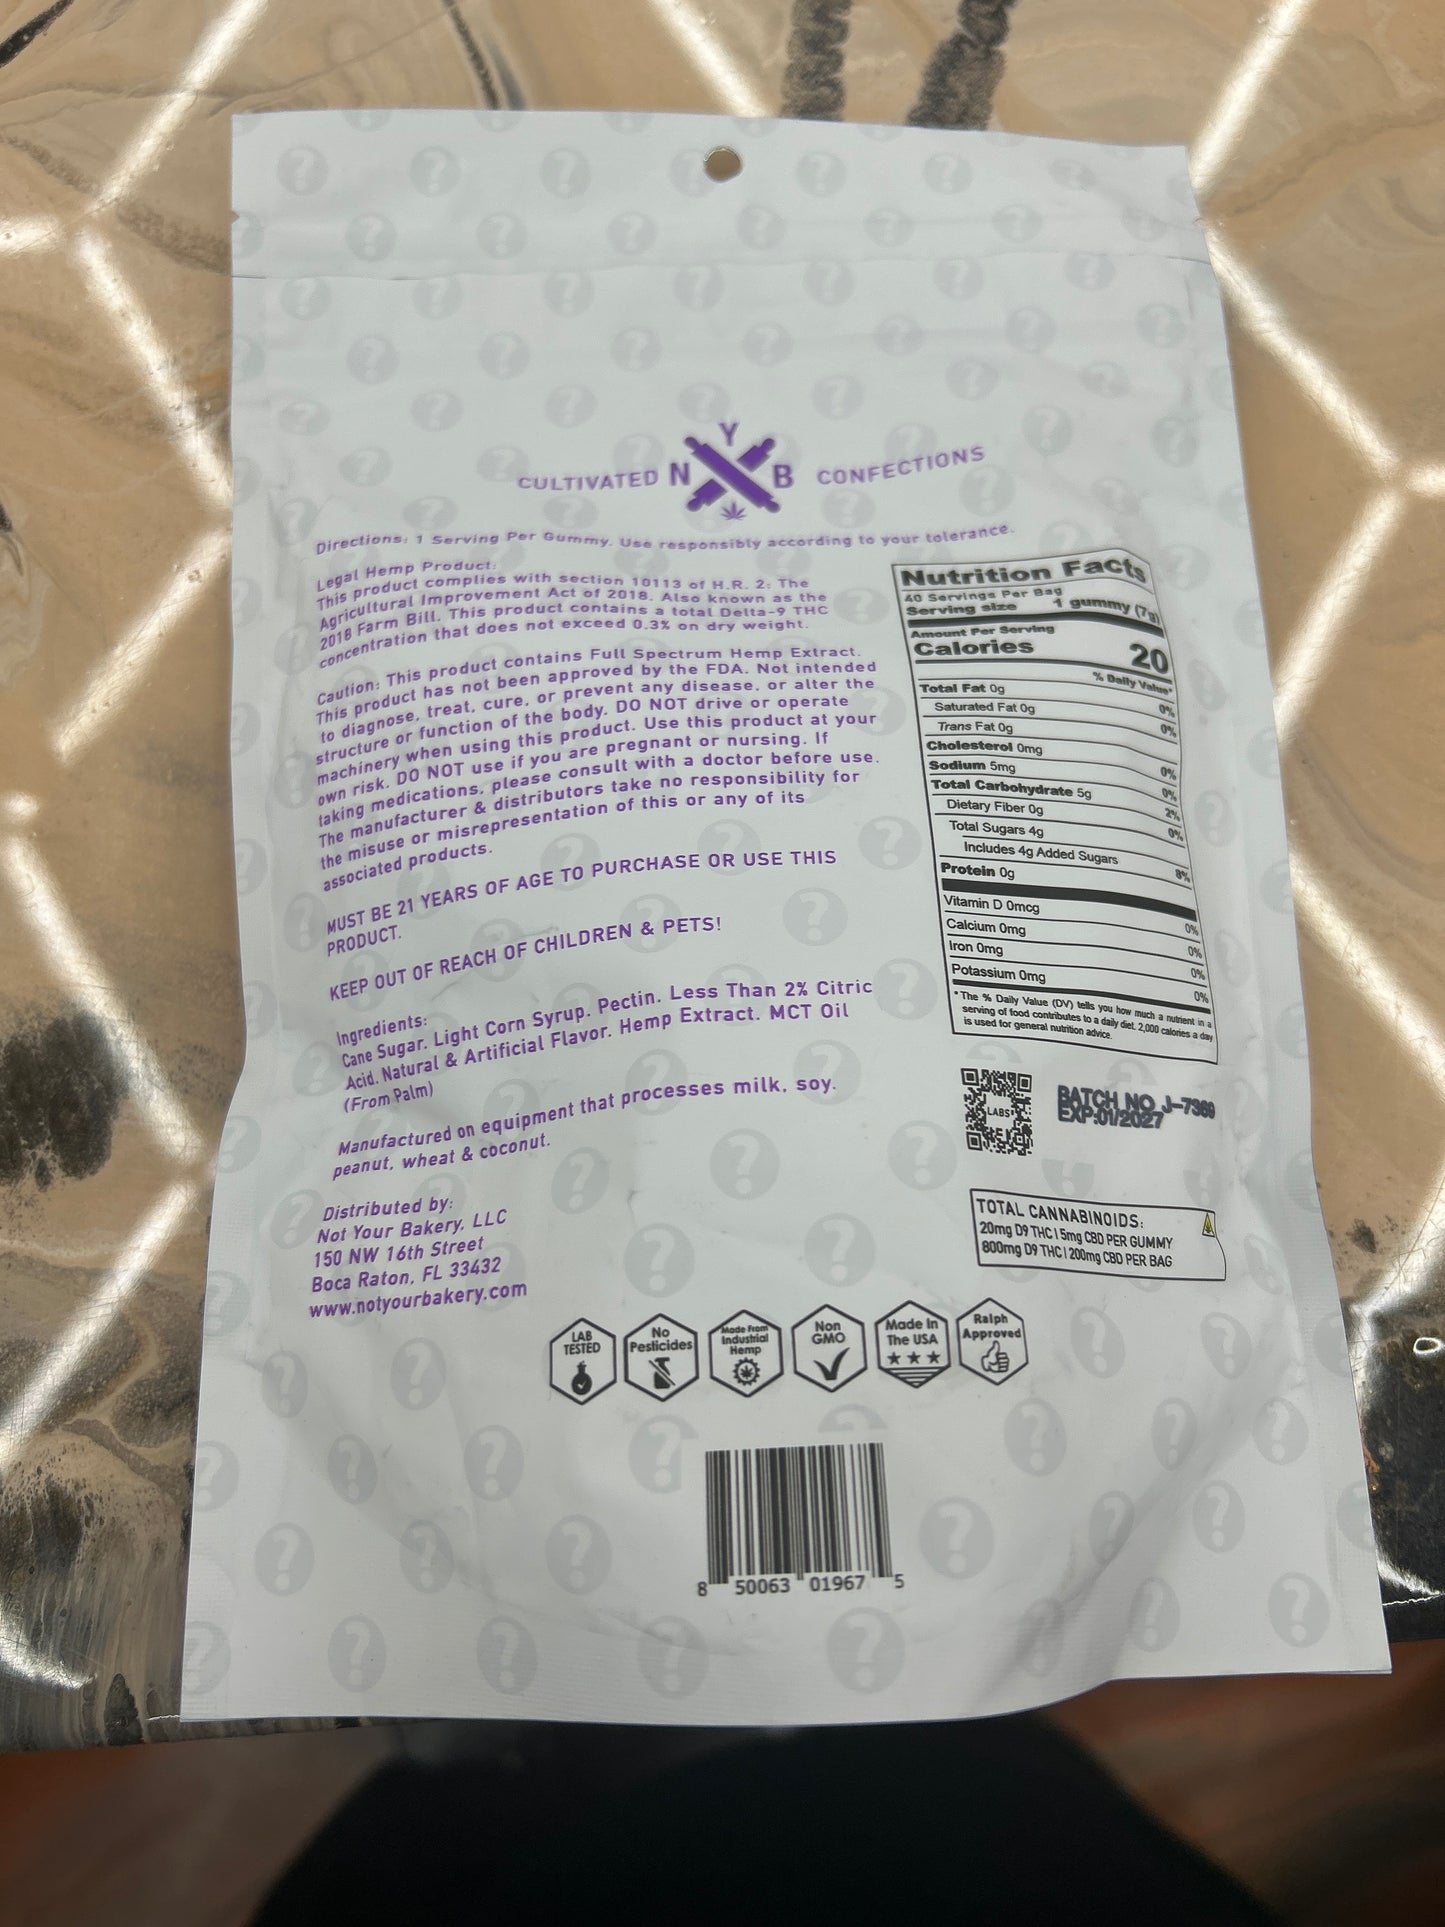 Y
CULTIVATED N B CONFECTIONS
Directions: 1 Serving Per Gummy. Use responsibly according to your tolerance.
Legal Hemp Product:
This product complies with section 10113 of H.R. 2: The
Agricultural Improvement Act of 2018. Also known as the
2018 Farm Bill. This product contains a total Delta-9 THC
concentration that does not exceed 0.3% on dry weight.
Caution: This product contains Full Spectrum Hemp Extract.
This product has not been approved by the FDA. Not intended
to diagnose, treat, cure, or prevent any disease, or alter the
structure or function of the body. DO NOT drive or operate
machinery when using this product. Use this product at your
own risk. DO NOT use if you are pregnant or nursing. If
taking medications, please consult with a doctor before use.
The manufacturer & distributors take no responsibility for
the misuse or misrepresentation of this or any of its
associated products.
MUST BE 21 YEARS OF AGE TO PURCHASE OR USE THIS
PRODUCT.
KEEP OUT OF REACH OF CHILDREN & PETS!
Ingredients:
Cane Sugar, Light Corn Syrup, Pectin, Less Than 2% Citric
Acid, Natural & Artificial Flavor, Hemp Extract, MCT Oil
(From Palm)
Manufactured on equipment that processes milk, soy,
peanut, wheat & coconut.
Distributed by:
Not Your Bakery, LLC
150 NW 16th Street
Boca Raton, FL 33432
www.notyourbakery.com
Nutrition Facts
40 Servings Per Bag
Serving size 1 gummy (7g)
Amount Per Serving
Calories 20
% Daily Value*
Total Fat 0g 0%
Saturated Fat 0g 0%
Trans Fat 0g
Cholesterol 0mg 0%
Sodium 5mg 0%
Total Carbohydrate 5g 2%
Dietary Fiber 0g 0%
Total Sugars 4g
Includes 4g Added Sugars 8%
Protein 0g
Vitamin D 0mcg 0%
Calcium 0mg 0%
Iron 0mg 0%
Potassium 0mg 0%
*The % Daily Value (DV) tells you how much a nutrient in a
serving of food contributes to a daily diet. 2,000 calories a day
is used for general nutrition advice.
LABS
BATCH NO. J-7369
EXP:01/2027
TOTAL CANNABINOIDS:
20mg D9 THC | 5mg CBD PER GUMMY
800mg D9 THC | 200mg CBD PER BAG
LAB
TESTED
No
Pesticides
Made From
Industrial
Hemp
Non
GMO
Made In
The USA
Ralph
Approved
8 50063 01967 5